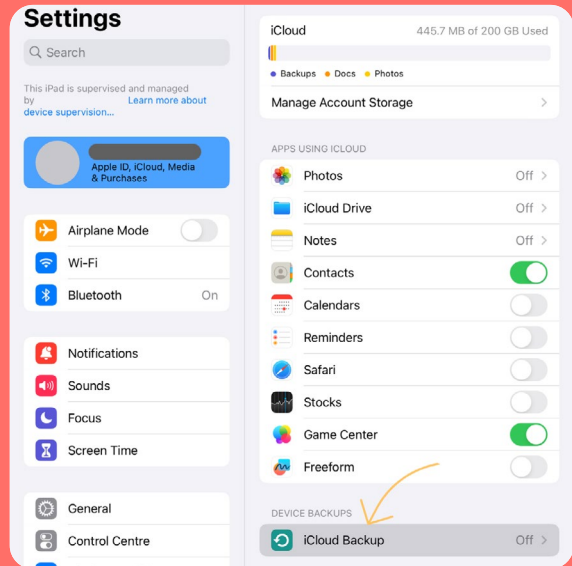 Settings
Search
This iPad is supervised and managed
by Learn more about
device supervision...
Apple ID, iCloud, Media
& Purchases
Airplane Mode
Wi-Fi
Bluetooth On
Notifications
Sounds
Focus
Screen Time
General
Control Centre
iCloud 445.7 MB of 200 GB Used
Backups Docs Photos
Manage Account Storage
APPS USING ICLOUD
Photos Off
iCloud Drive Off
Notes Off
Contacts
Calendars
Reminders
Safari
Stocks
Game Center
Freeform
DEVICE BACKUPS
iCloud Backup Off